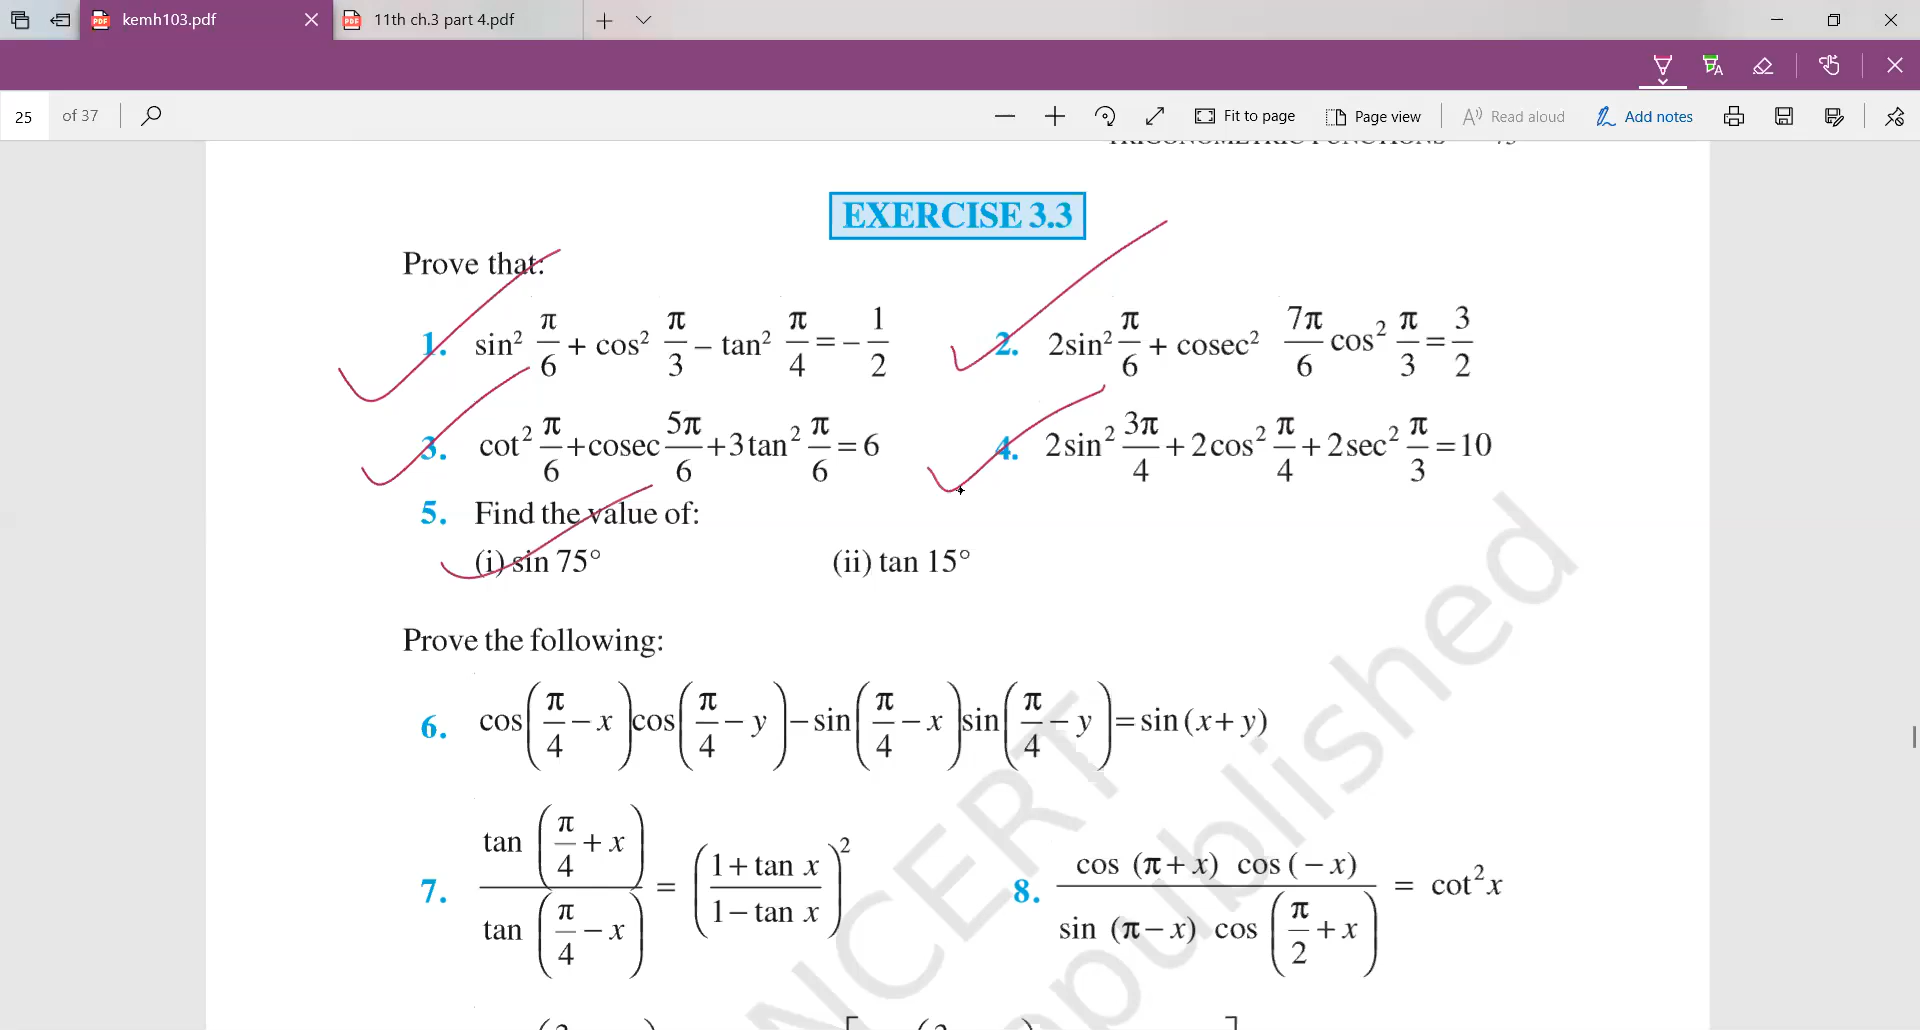 kemh103.pdf
11th ch.3 part 4.pdf
25 of 37
Fit to page
Page view
Read aloud
Add notes
TRIGONOMETRIC FUNCTIONS 73
EXERCISE 3.3
Prove that:
1. sin² π/6 + cos² π/3 – tan² π/4 = – 1/2
2. 2sin² π/6 + cosec² 7π/6 cos² π/3 = 3/2
3. cot² π/6 + cosec 5π/6 + 3 tan² π/6 = 6
4. 2sin² 3π/4 + 2cos² π/4 + 2sec² π/3 = 10
5. Find the value of:
(i) sin 75° (ii) tan 15°
Prove the following:
6. cos(π/4 − x) cos(π/4 − y) − sin(π/4 − x) sin(π/4 − y) = sin (x + y)
7. tan (π/4 + x) / tan (π/4 − x) = ((1 + tan x)/(1 − tan x))²
8. cos (π + x) cos (− x) / sin (π − x) cos (π/2 + x) = cot² x
NCERT
republished